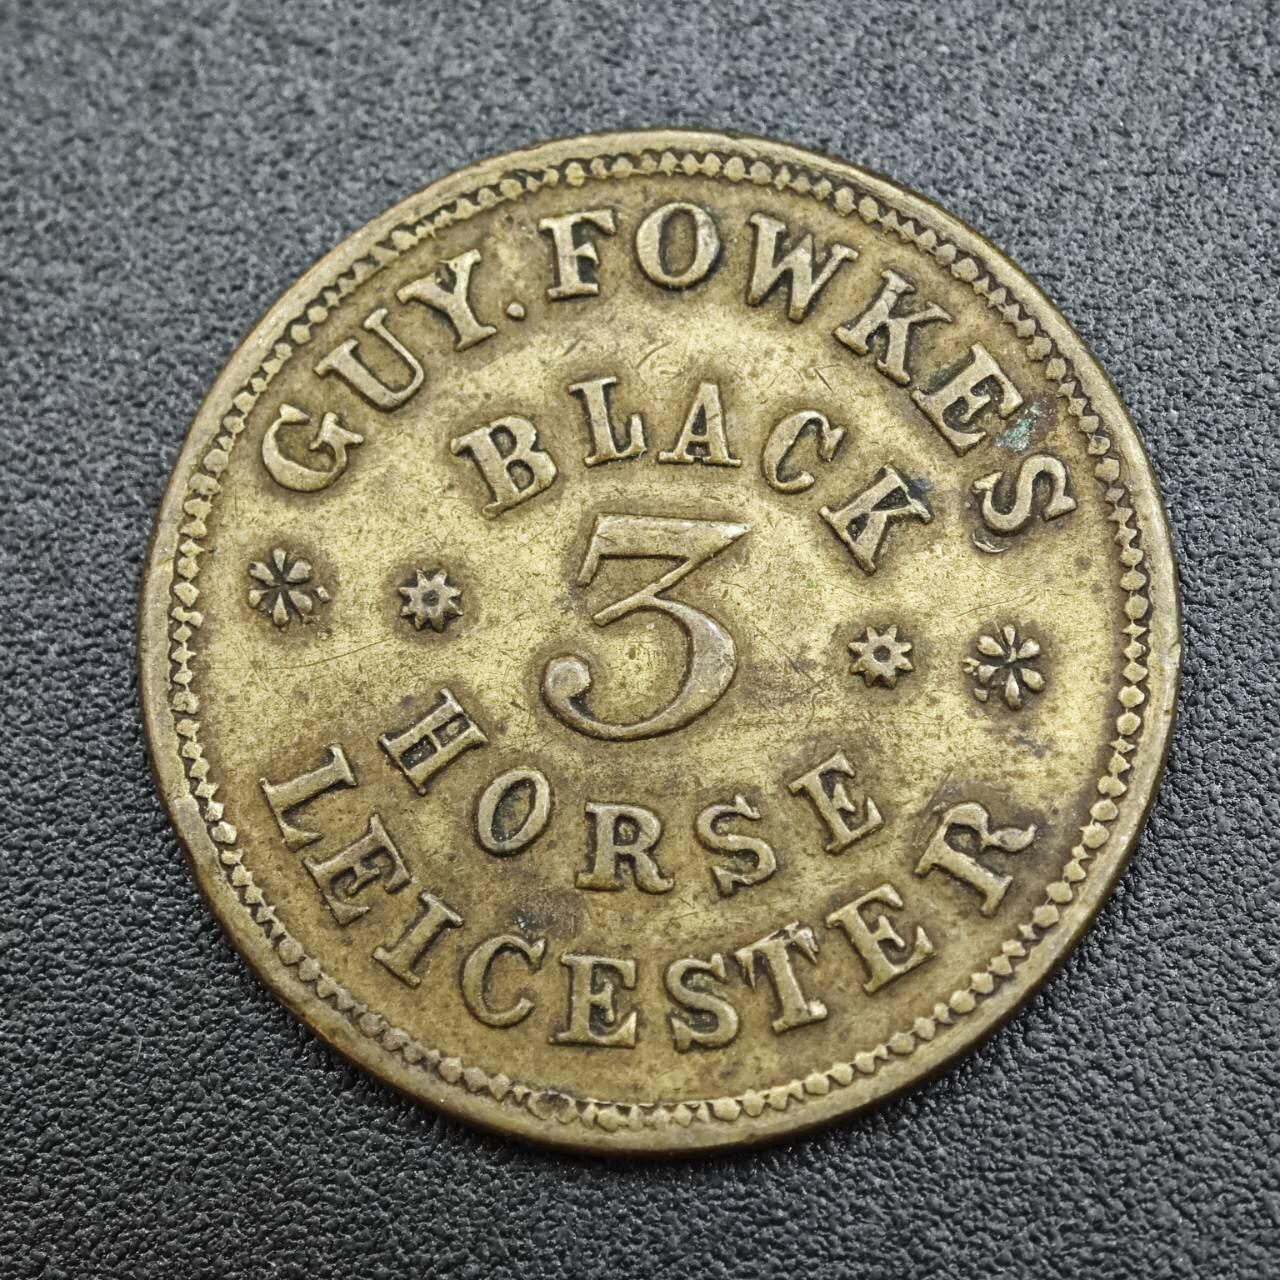 GUY. FOWKES
BLACK
3
HORSE
LEICESTER